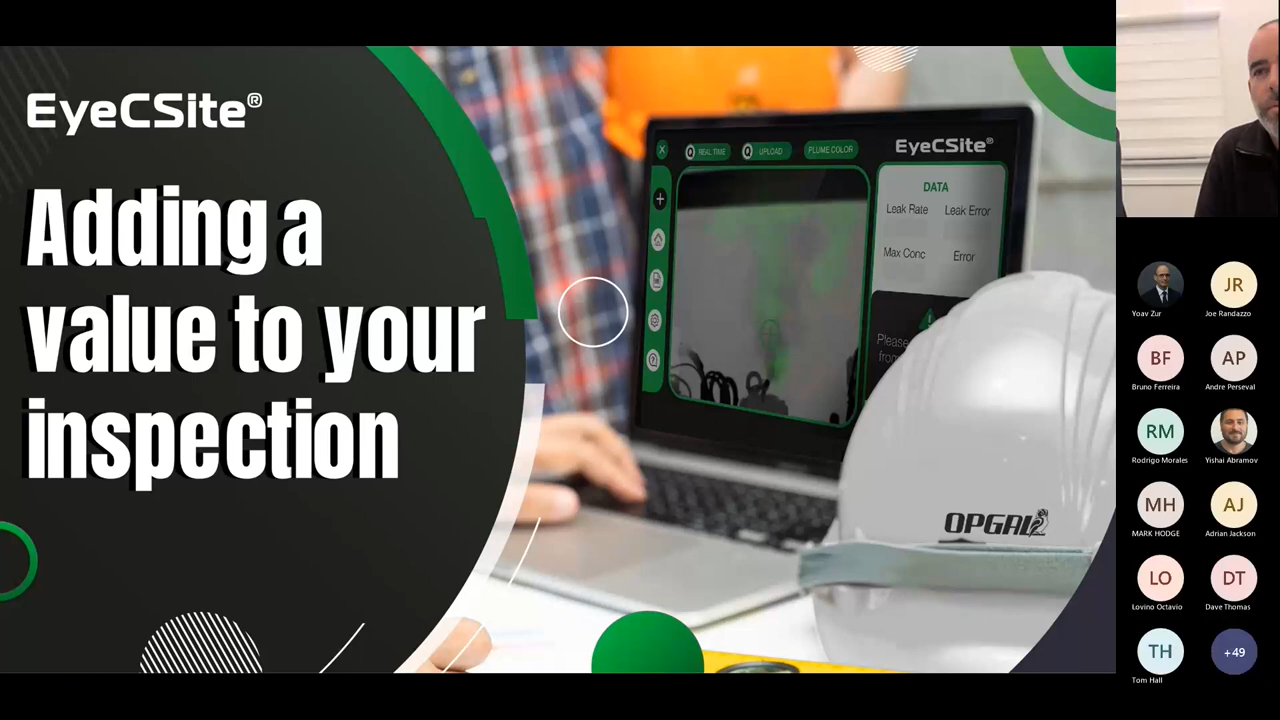 EyeCSite®
Adding a
value to your
inspection
REAL TIME
UPLOAD
PLUME COLOR
EyeCSite®
DATA
Leak Rate Leak Error
Max Conc Error
Please
from
OPGAL
Yoav Zur
JR
Joe Randazzo
BF
Bruno Ferreira
AP
Andre Perseval
RM
Rodrigo Morales
Yishai Abramov
MH
MARK HODGE
AJ
Adrian Jackson
LO
Lovino Octavio
DT
Dave Thomas
TH
Tom Hall
+49